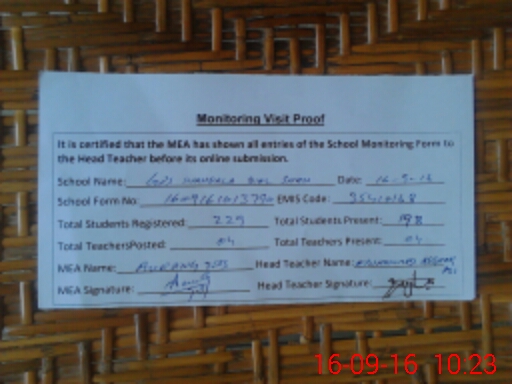 Monitoring Visit Proof
It is certified that the MEA has shown all entries of the School Monitoring Form to
the Head Teacher before its online submission.
School Name: Date: 16-9-16
School Form No: EMIS Code:
Total Students Registered: 229 Total Students Present: 198
Total TeachersPosted: 04 Total Teachers Present: 04
MEA Name: Head Teacher Name:
MEA Signature: Head Teacher Signature:
16-09-16 10.23